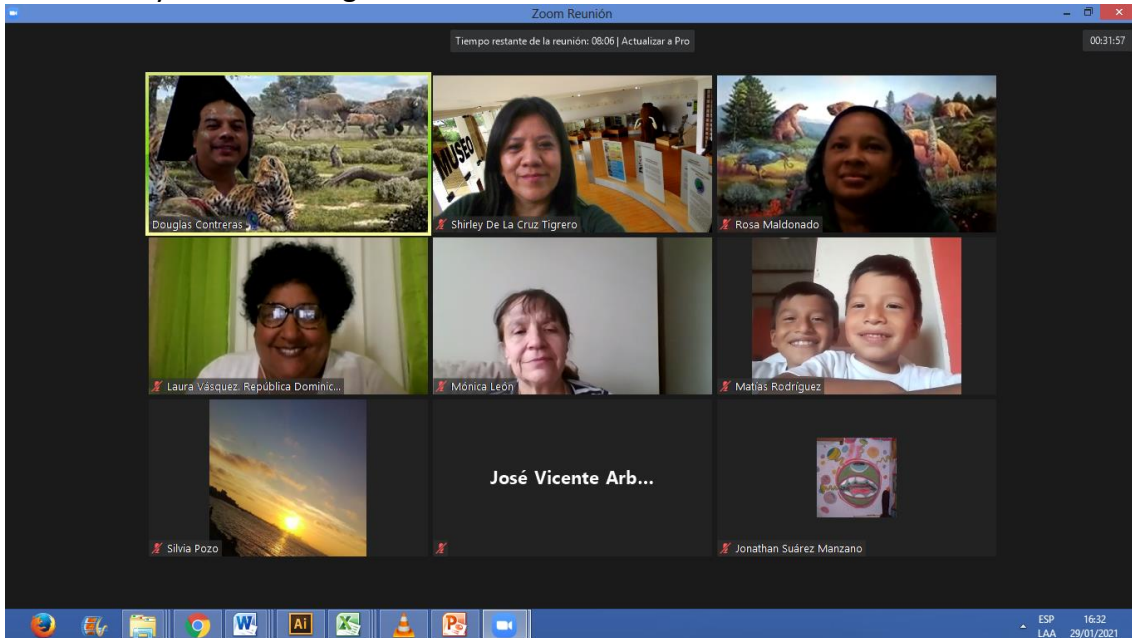 Zoom Reunión
Tiempo restante de la reunión: 08:06 | Actualizar a Pro
00:31:57
MUSEO
Douglas Contreras
Shirley De La Cruz Tigrero
Rosa Maldonado
Laura Vásquez. República Dominic...
Mónica León
Matías Rodríguez
José Vicente Arb...
Silvia Pozo
Jonathan Suárez Manzano
W
Ai
X
P
ESP
16:32
LAA
29/01/2021